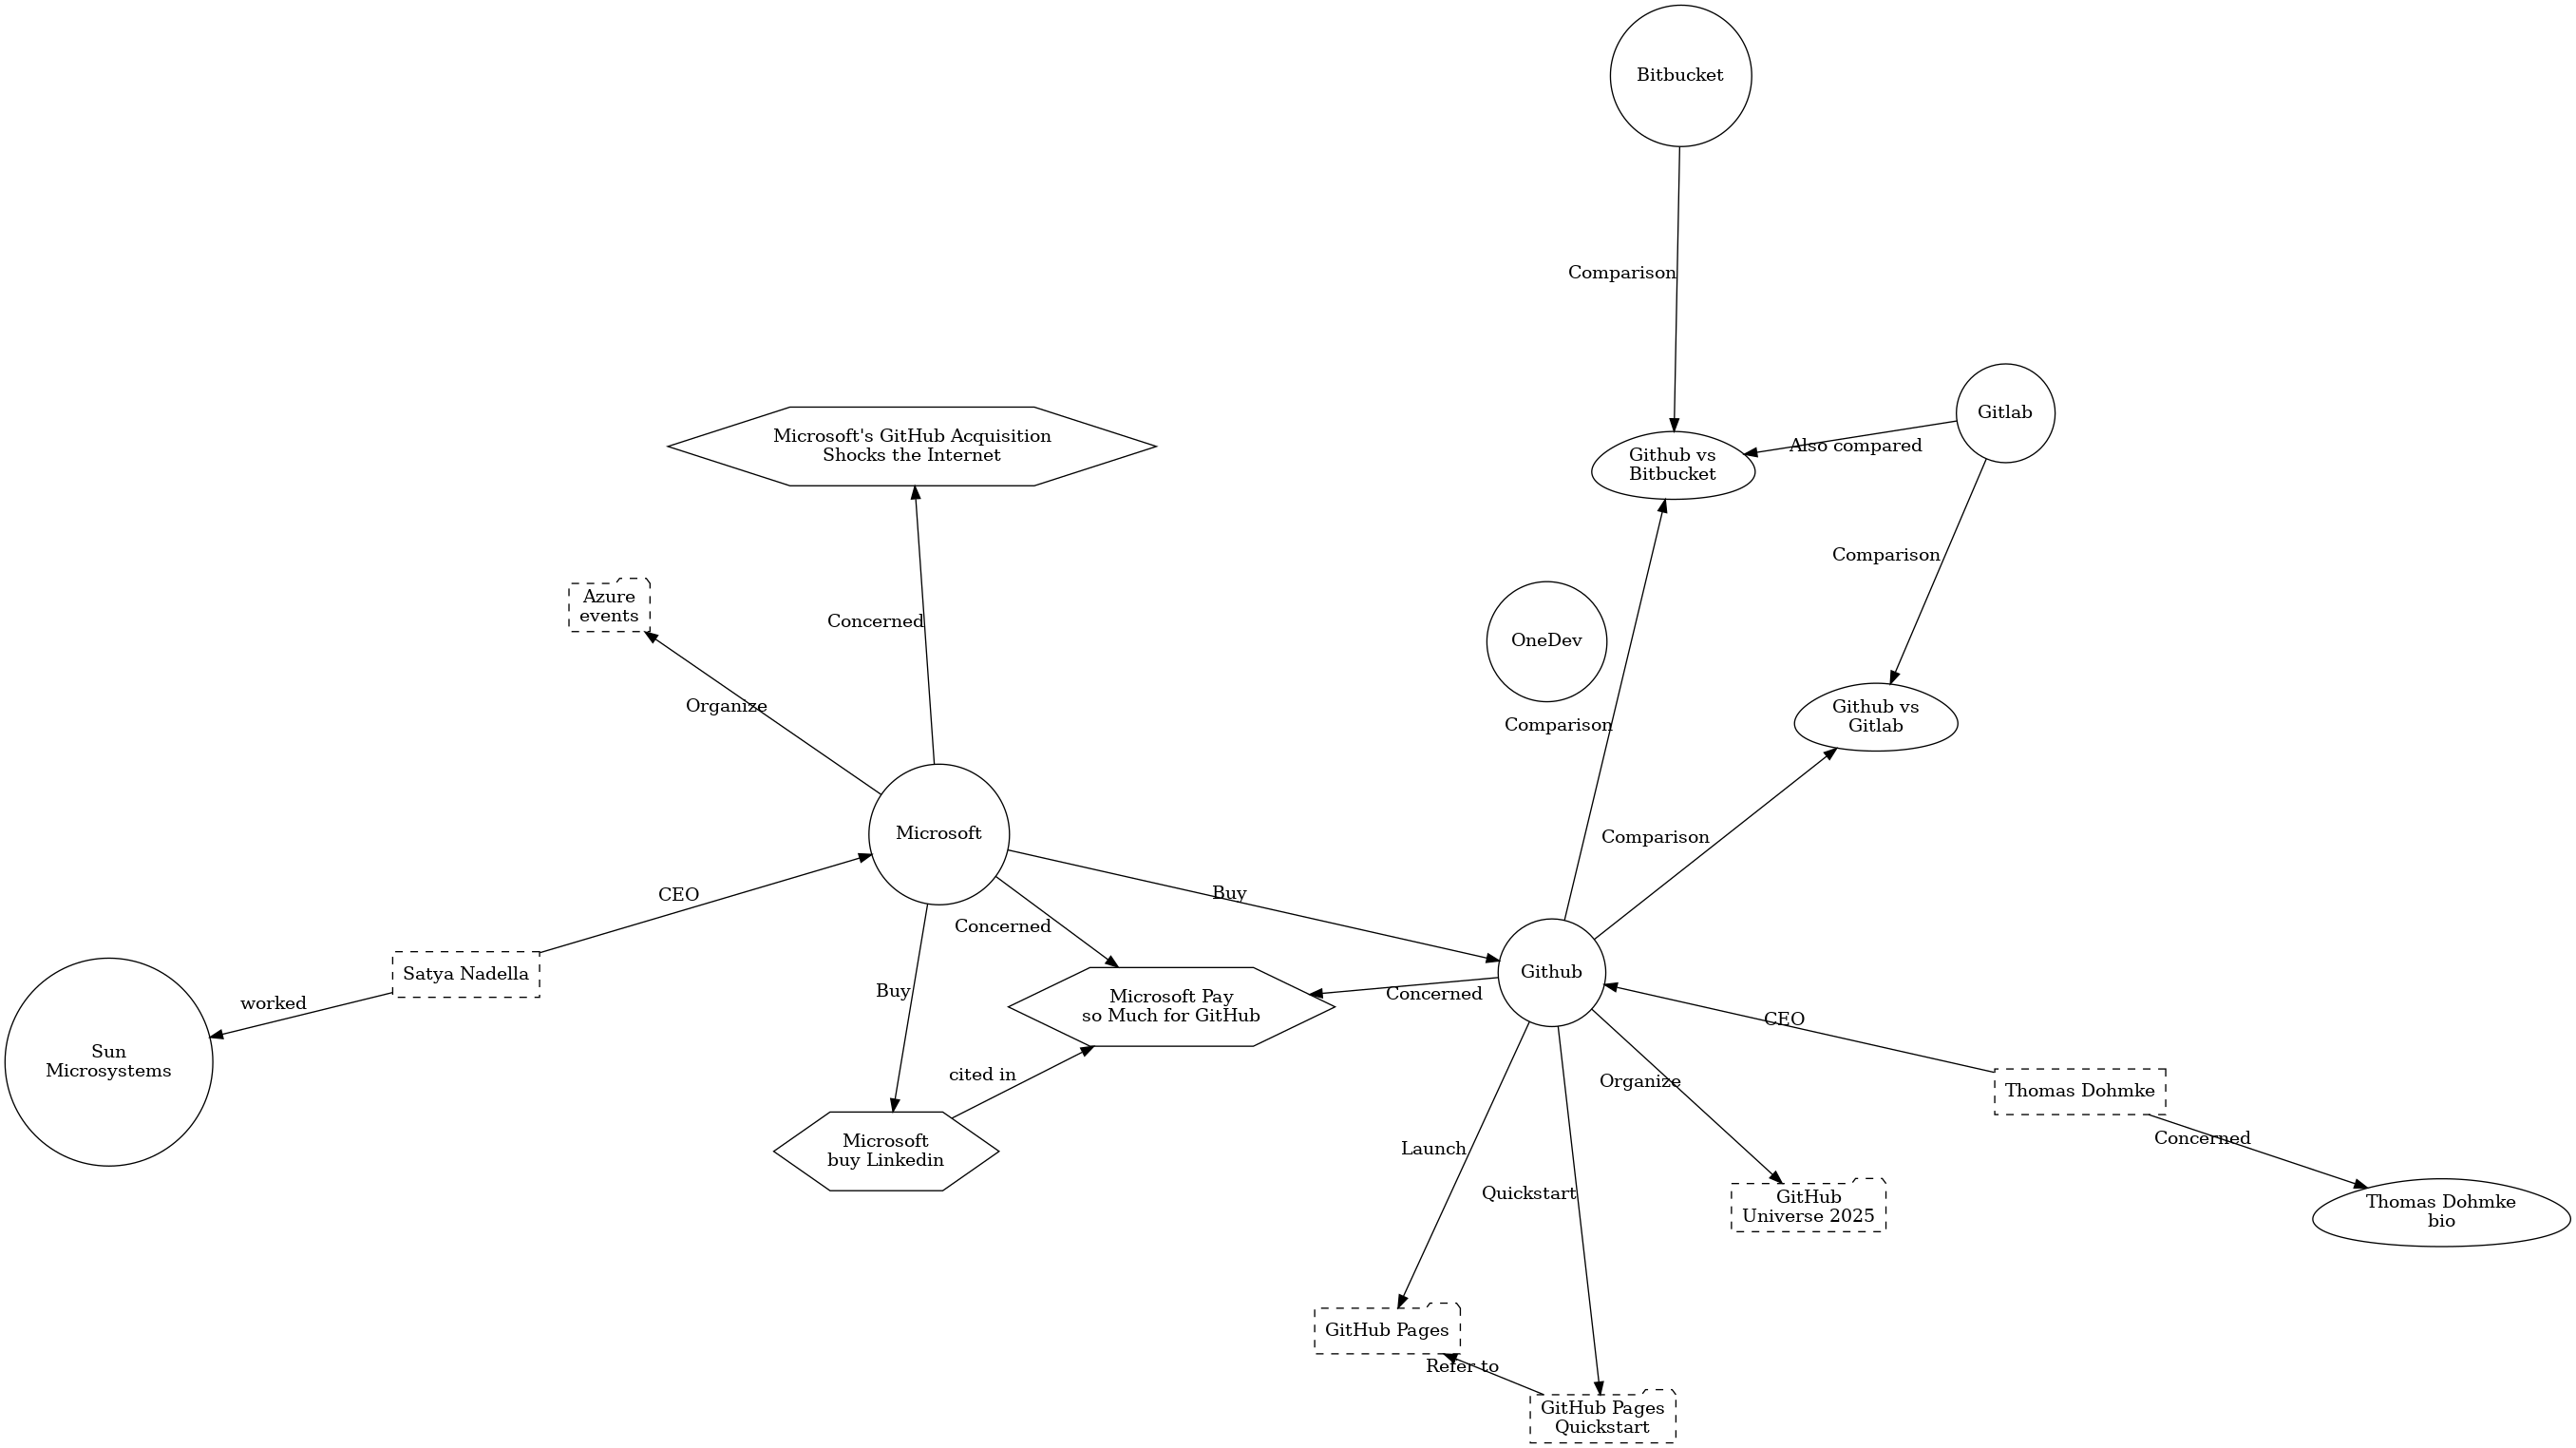 Bitbucket
Comparison
Gitlab
Also compared
Microsoft's GitHub Acquisition
Shocks the Internet
Github vs
Bitbucket
Comparison
Azure
events
Concerned
OneDev
Organize
Comparison
Github vs
Gitlab
Microsoft
Comparison
CEO
Buy
Concerned
Satya Nadella
Github
worked
Buy
Microsoft Pay
so Much for GitHub
Concerned
CEO
Sun
Microsystems
cited in
Organize
Thomas Dohmke
Microsoft
buy Linkedin
Launch
Concerned
Quickstart
GitHub
Universe 2025
Thomas Dohmke
bio
GitHub Pages
Refer to
GitHub Pages
Quickstart